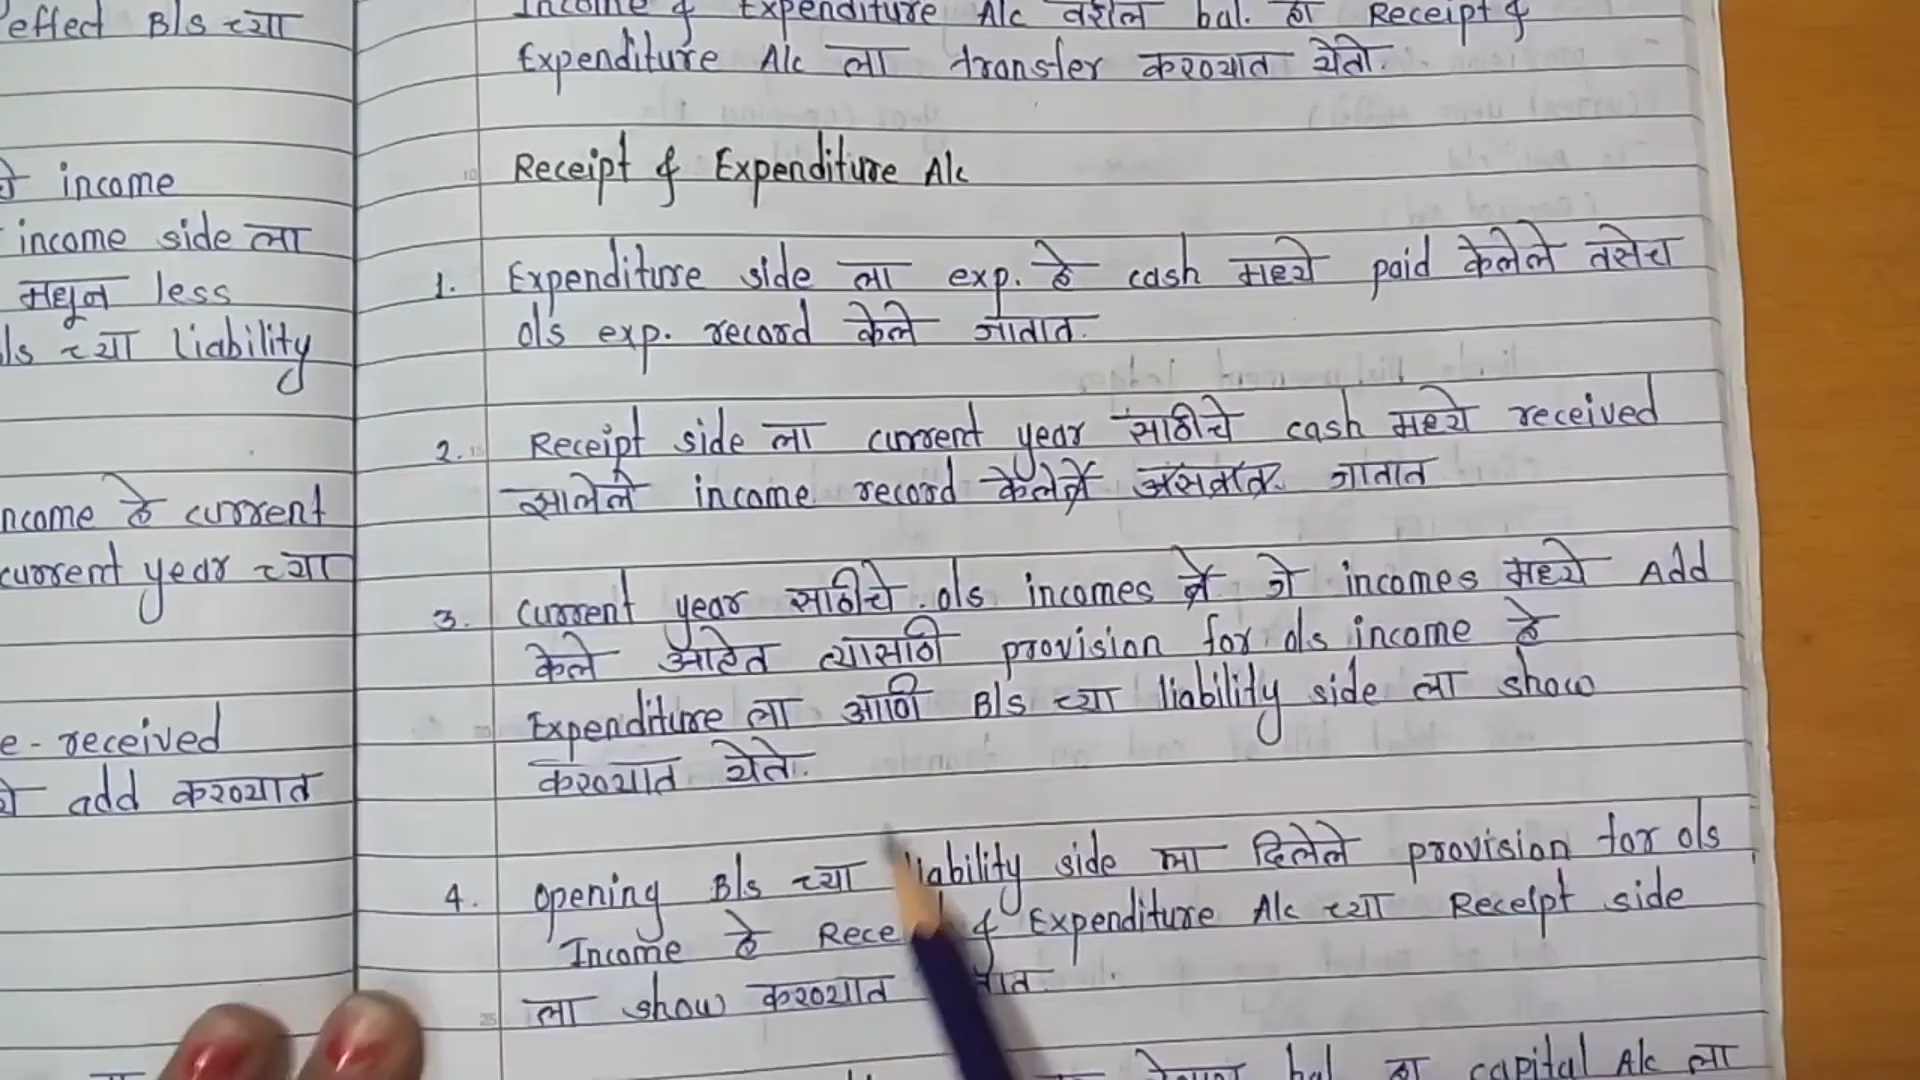 effect B/s च्या
income
income side ला
मधून less
च्या liability
income हे current
current year च्या
received
add करण्यात
Income & Expenditure A/c वरील bal. हा Receipt &
Expenditure A/c ला transfer करण्यात येतो.
Receipt & Expenditure A/c
1. Expenditure side ला exp. हे cash मध्ये paid केलेले तसेच
o/s exp. record केले जातात.
2. Receipt side ला current year साठीचे cash मध्ये received
झालेले income record केलेले असतात जातात
3. Current year साठीचे o/s incomes जे incomes मध्ये Add
केले आहेत त्यासाठी provision for o/s income हे
Expenditure ला आणि B/s च्या liability side ला show
करण्यात येते.
4. Opening B/s च्या liability side ला दिलेले provision for o/s
Income हे & Expenditure A/c च्या Receipt side
ला show करण्यात
bal हा capital A/c ला